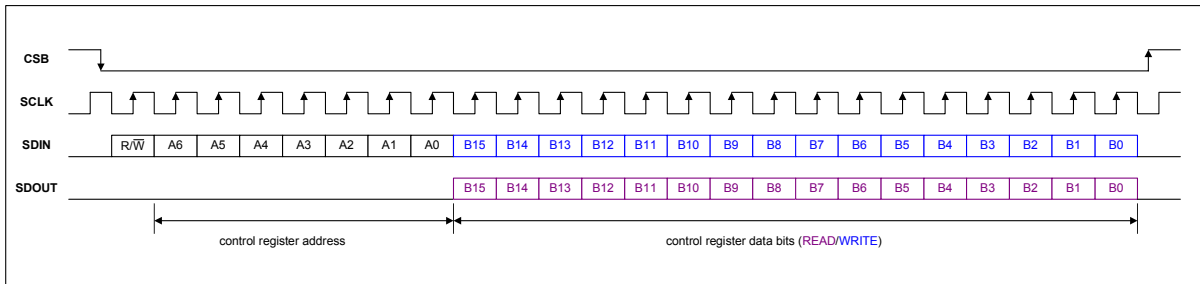 CSB
SCLK
SDIN R/W̅ A6 A5 A4 A3 A2 A1 A0 B15 B14 B13 B12 B11 B10 B9 B8 B7 B6 B5 B4 B3 B2 B1 B0
SDOUT B15 B14 B13 B12 B11 B10 B9 B8 B7 B6 B5 B4 B3 B2 B1 B0
control register address control register data bits (READ/WRITE)